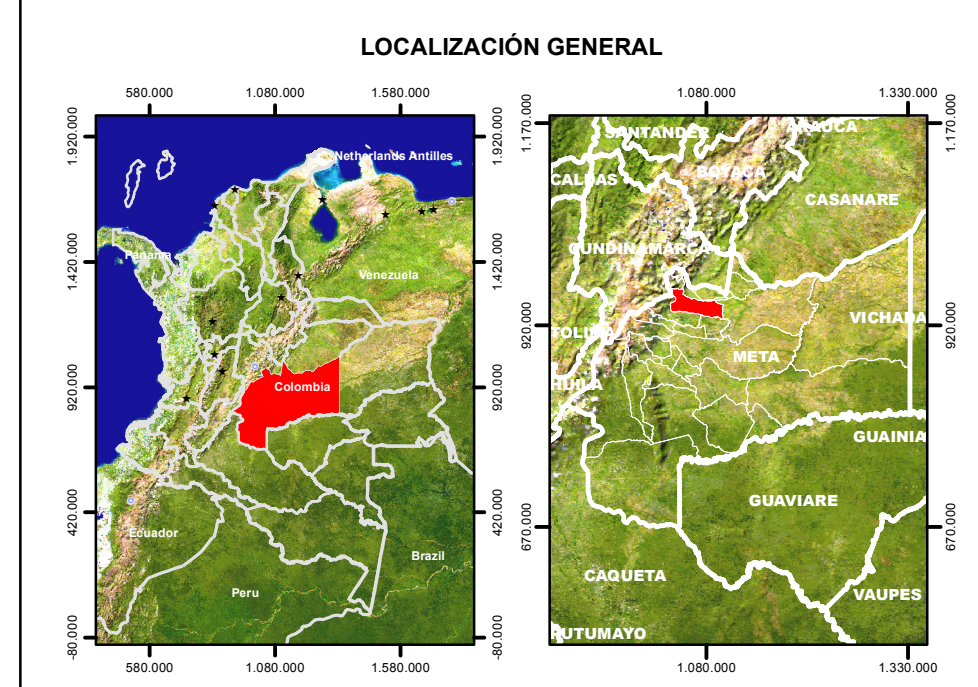 LOCALIZACIÓN GENERAL
580.000 1.080.000 1.580.000
1.920.000
1.420.000
920.000
420.000
-80.000
Netherlands Antilles
Panama
Venezuela
Colombia
Ecuador
Brazil
Peru
1.920.000
1.420.000
920.000
420.000
-80.000
580.000 1.080.000 1.580.000
1.080.000 1.330.000
1.170.000
920.000
670.000
SANTANDER
ARAUCA
BOYACA
CALDAS
CASANARE
CUNDINAMARCA
VICHADA
TOLIMA
META
HUILA
GUAINIA
GUAVIARE
CAQUETA
VAUPES
PUTUMAYO
1.170.000
920.000
670.000
1.080.000 1.330.000